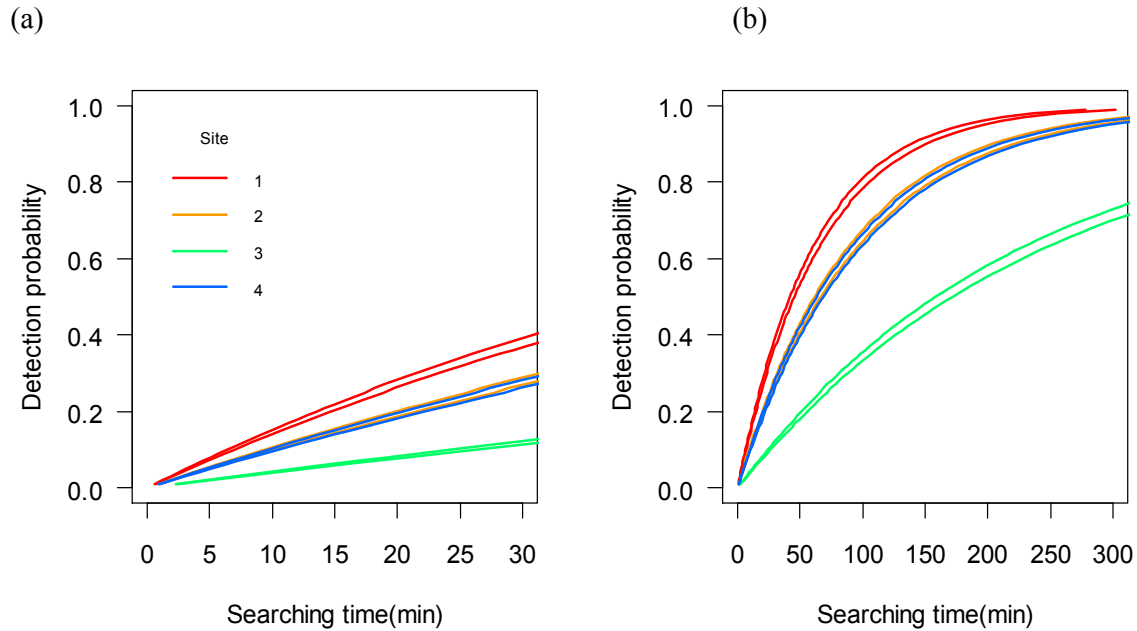 (a)
(b)
Detection probability
1.0
0.8
0.6
0.4
0.2
0.0
Site
1
2
3
4
0 5 10 15 20 25 30
Searching time(min)
Detection probability
1.0
0.8
0.6
0.4
0.2
0.0
0 50 100 150 200 250 300
Searching time(min)